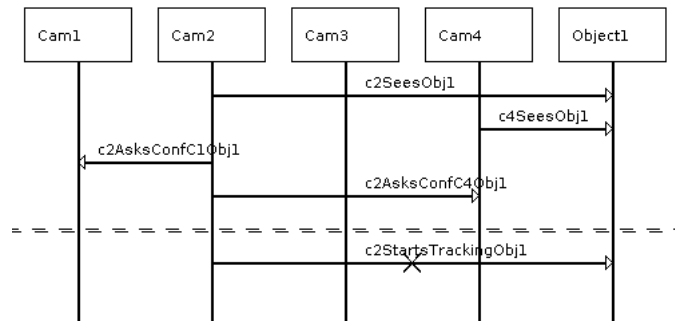 Cam1 Cam2 Cam3 Cam4 Object1
c2SeesObj1
c4SeesObj1
c2AsksConfC1Obj1
c2AsksConfC4Obj1
c2StartsTrackingObj1